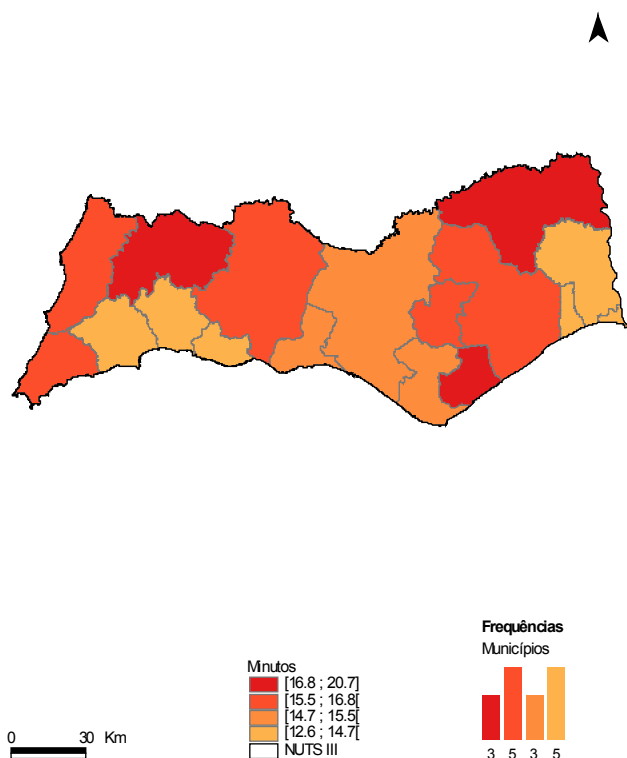 Frequências
Municípios
3 5 3 5
Minutos
[16.8 ; 20.7]
[15.5 ; 16.8[
[14.7 ; 15.5[
[12.6 ; 14.7[
NUTS III
0 30 Km